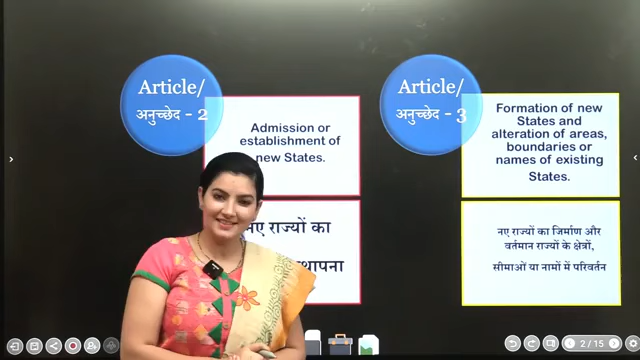 Article/
अनुच्छेद - 2
Admission or
establishment of
new States.
नए राज्यों का
Article/
अनुच्छेद - 3
Formation of new
States and
alteration of areas,
boundaries or
names of existing
States.
नए राज्यों का निर्माण और
वर्तमान राज्यों के क्षेत्रों,
सीमाओं या नामों में परिवर्तन
2 / 15